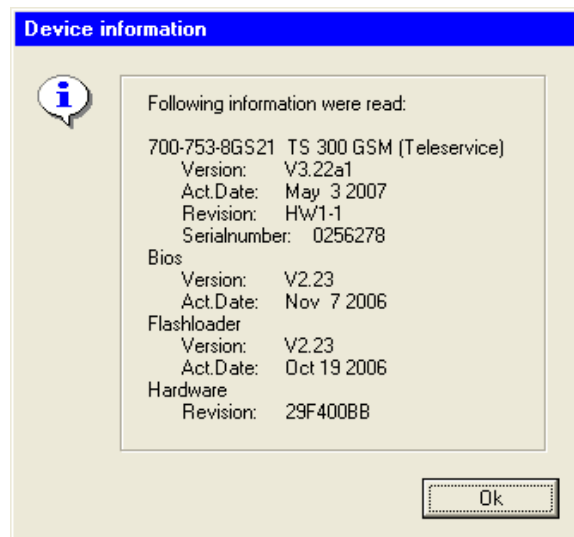 Device information
Following information were read:
700-753-8GS21 TS 300 GSM (Teleservice)
Version: V3.22a1
Act.Date: May 3 2007
Revision: HW1-1
Serialnumber: 0256278
Bios
Version: V2.23
Act.Date: Nov 7 2006
Flashloader
Version: V2.23
Act.Date: Oct 19 2006
Hardware
Revision: 29F400BB
Ok